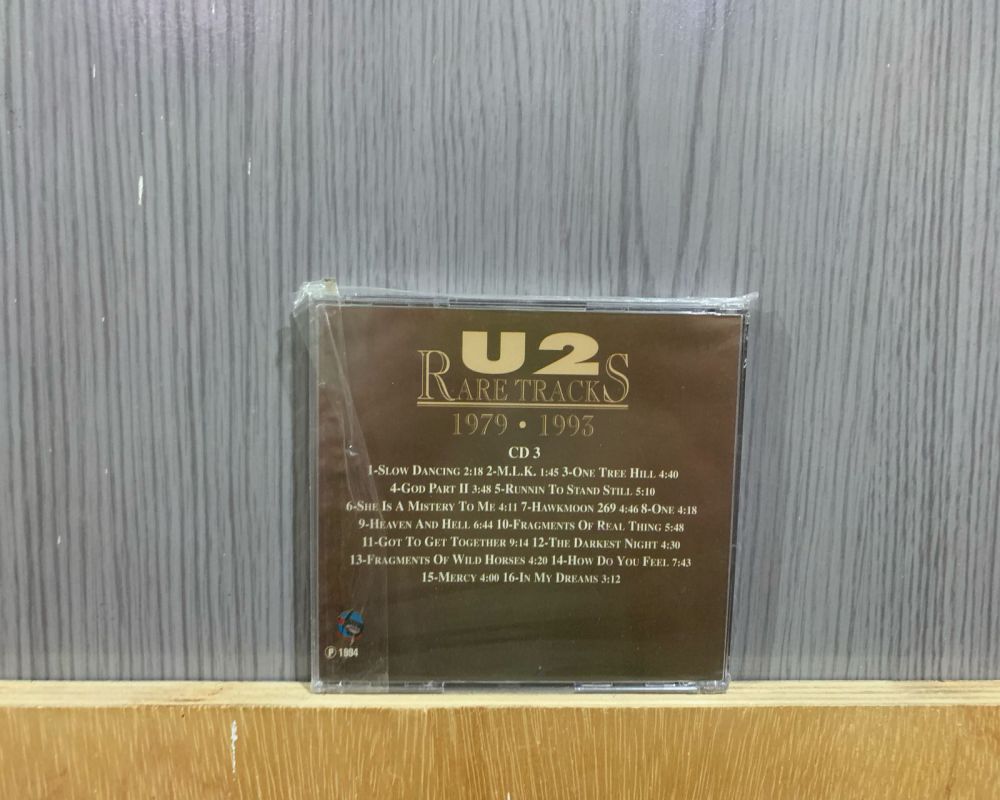 U2
RARE TRACKS
1979 • 1993
CD 3
1-SLOW DANCING 2:18 2-M.L.K. 1:45 3-ONE TREE HILL 4:40
4-GOD PART II 3:48 5-RUNNIN TO STAND STILL 5:10
6-SHE IS A MISTERY TO ME 4:11 7-HAWKMOON 269 4:46 8-ONE 4:18
9-HEAVEN AND HELL 6:44 10-FRAGMENTS OF REAL THING 5:48
11-GOT TO GET TOGETHER 9:14 12-THE DARKEST NIGHT 4:30
13-FRAGMENTS OF WILD HORSES 4:20 14-HOW DO YOU FEEL 7:43
15-MERCY 4:00 16-IN MY DREAMS 3:12
℗ 1994